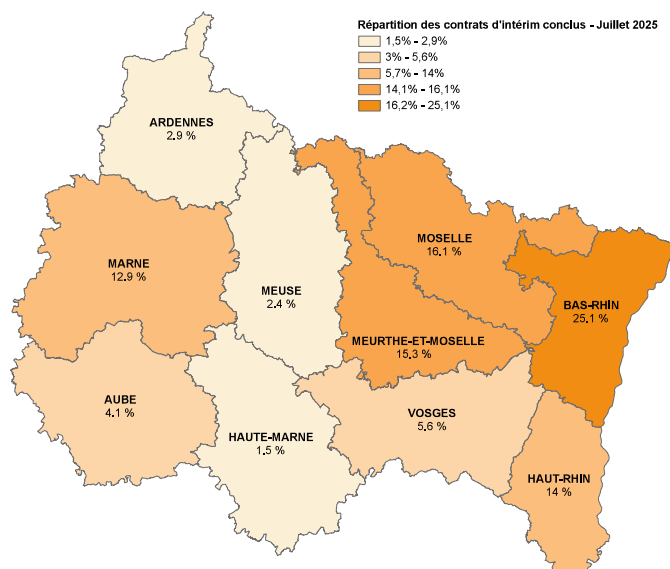 Répartition des contrats d'intérim conclus - Juillet 2025
1,5% - 2,9%
3% - 5,6%
5,7% - 14%
14,1% - 16,1%
16,2% - 25,1%
ARDENNES
2.9 %
MARNE
12.9 %
MEUSE
2.4 %
MOSELLE
16.1 %
BAS-RHIN
25.1 %
MEURTHE-ET-MOSELLE
15.3 %
AUBE
4.1 %
HAUTE-MARNE
1.5 %
VOSGES
5.6 %
HAUT-RHIN
14 %